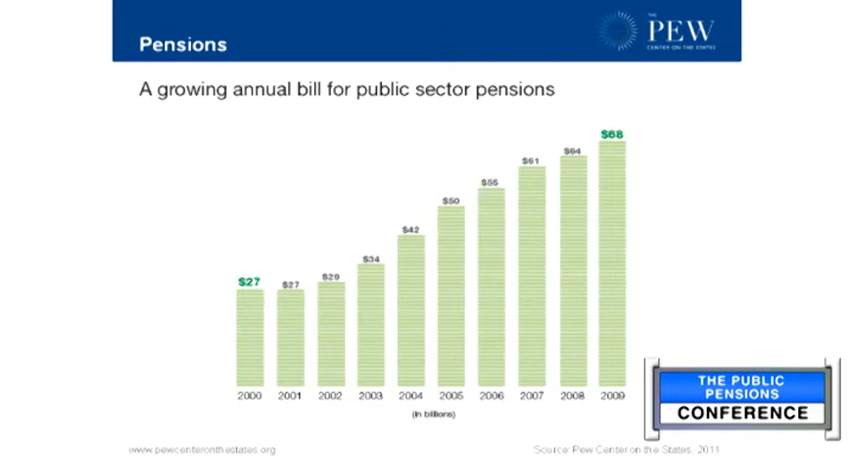 Pensions
THE
PEW
CENTER ON THE STATES
A growing annual bill for public sector pensions
$27
$27
$29
$34
$42
$50
$55
$61
$64
$68
2000 2001 2002 2003 2004 2005 2006 2007 2008 2009
(in billions)
THE PUBLIC
PENSIONS
CONFERENCE
www.pewcenteronthestates.org
Source: Pew Center on the States, 2011